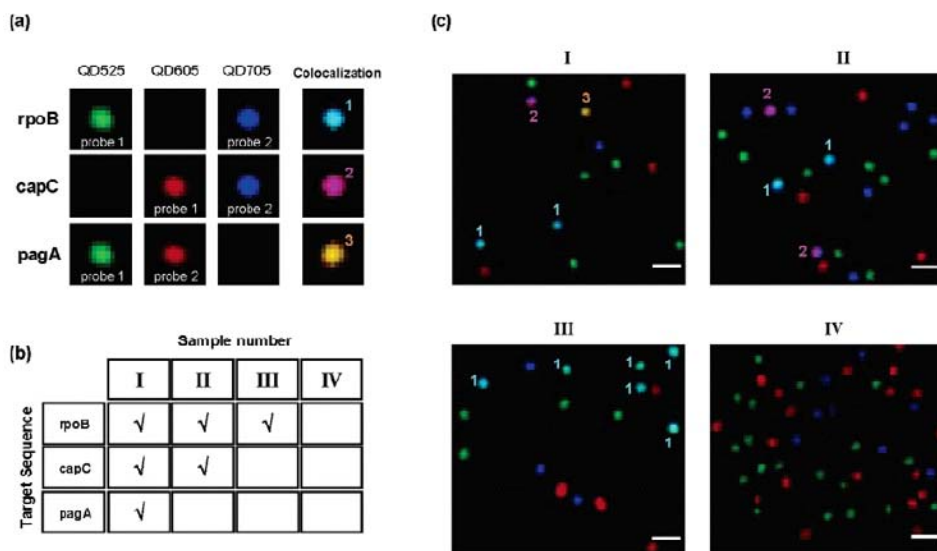 (a)
QD525 QD605 QD705 Colocalization
rpoB probe 1 probe 2 1
capC probe 1 probe 2 2
pagA probe 1 probe 2 3
(b)
Sample number
I II III IV
Target Sequence
rpoB √ √ √
capC √ √
pagA √
(c)
I
2 3
1 1
II
2
1
1
2
III
1 1 1
1
1
1
IV